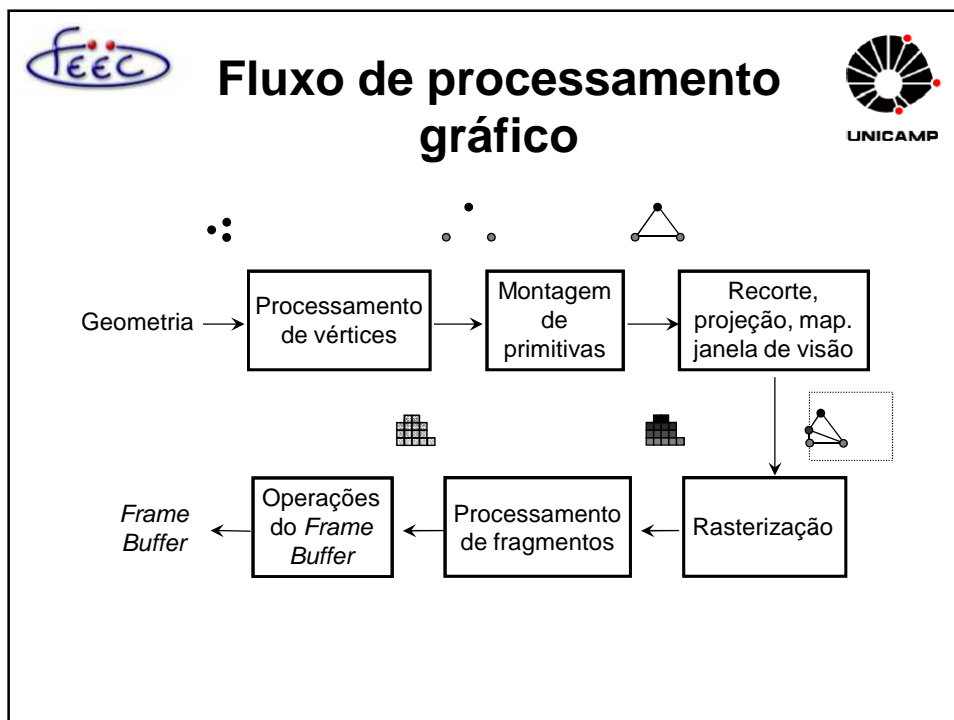 FEEC
Fluxo de processamento
gráfico
UNICAMP
Geometria
Processamento
de vértices
Montagem
de
primitivas
Recorte,
projeção, map.
janela de visão
Rasterização
Processamento
de fragmentos
Operações
do Frame
Buffer
Frame
Buffer